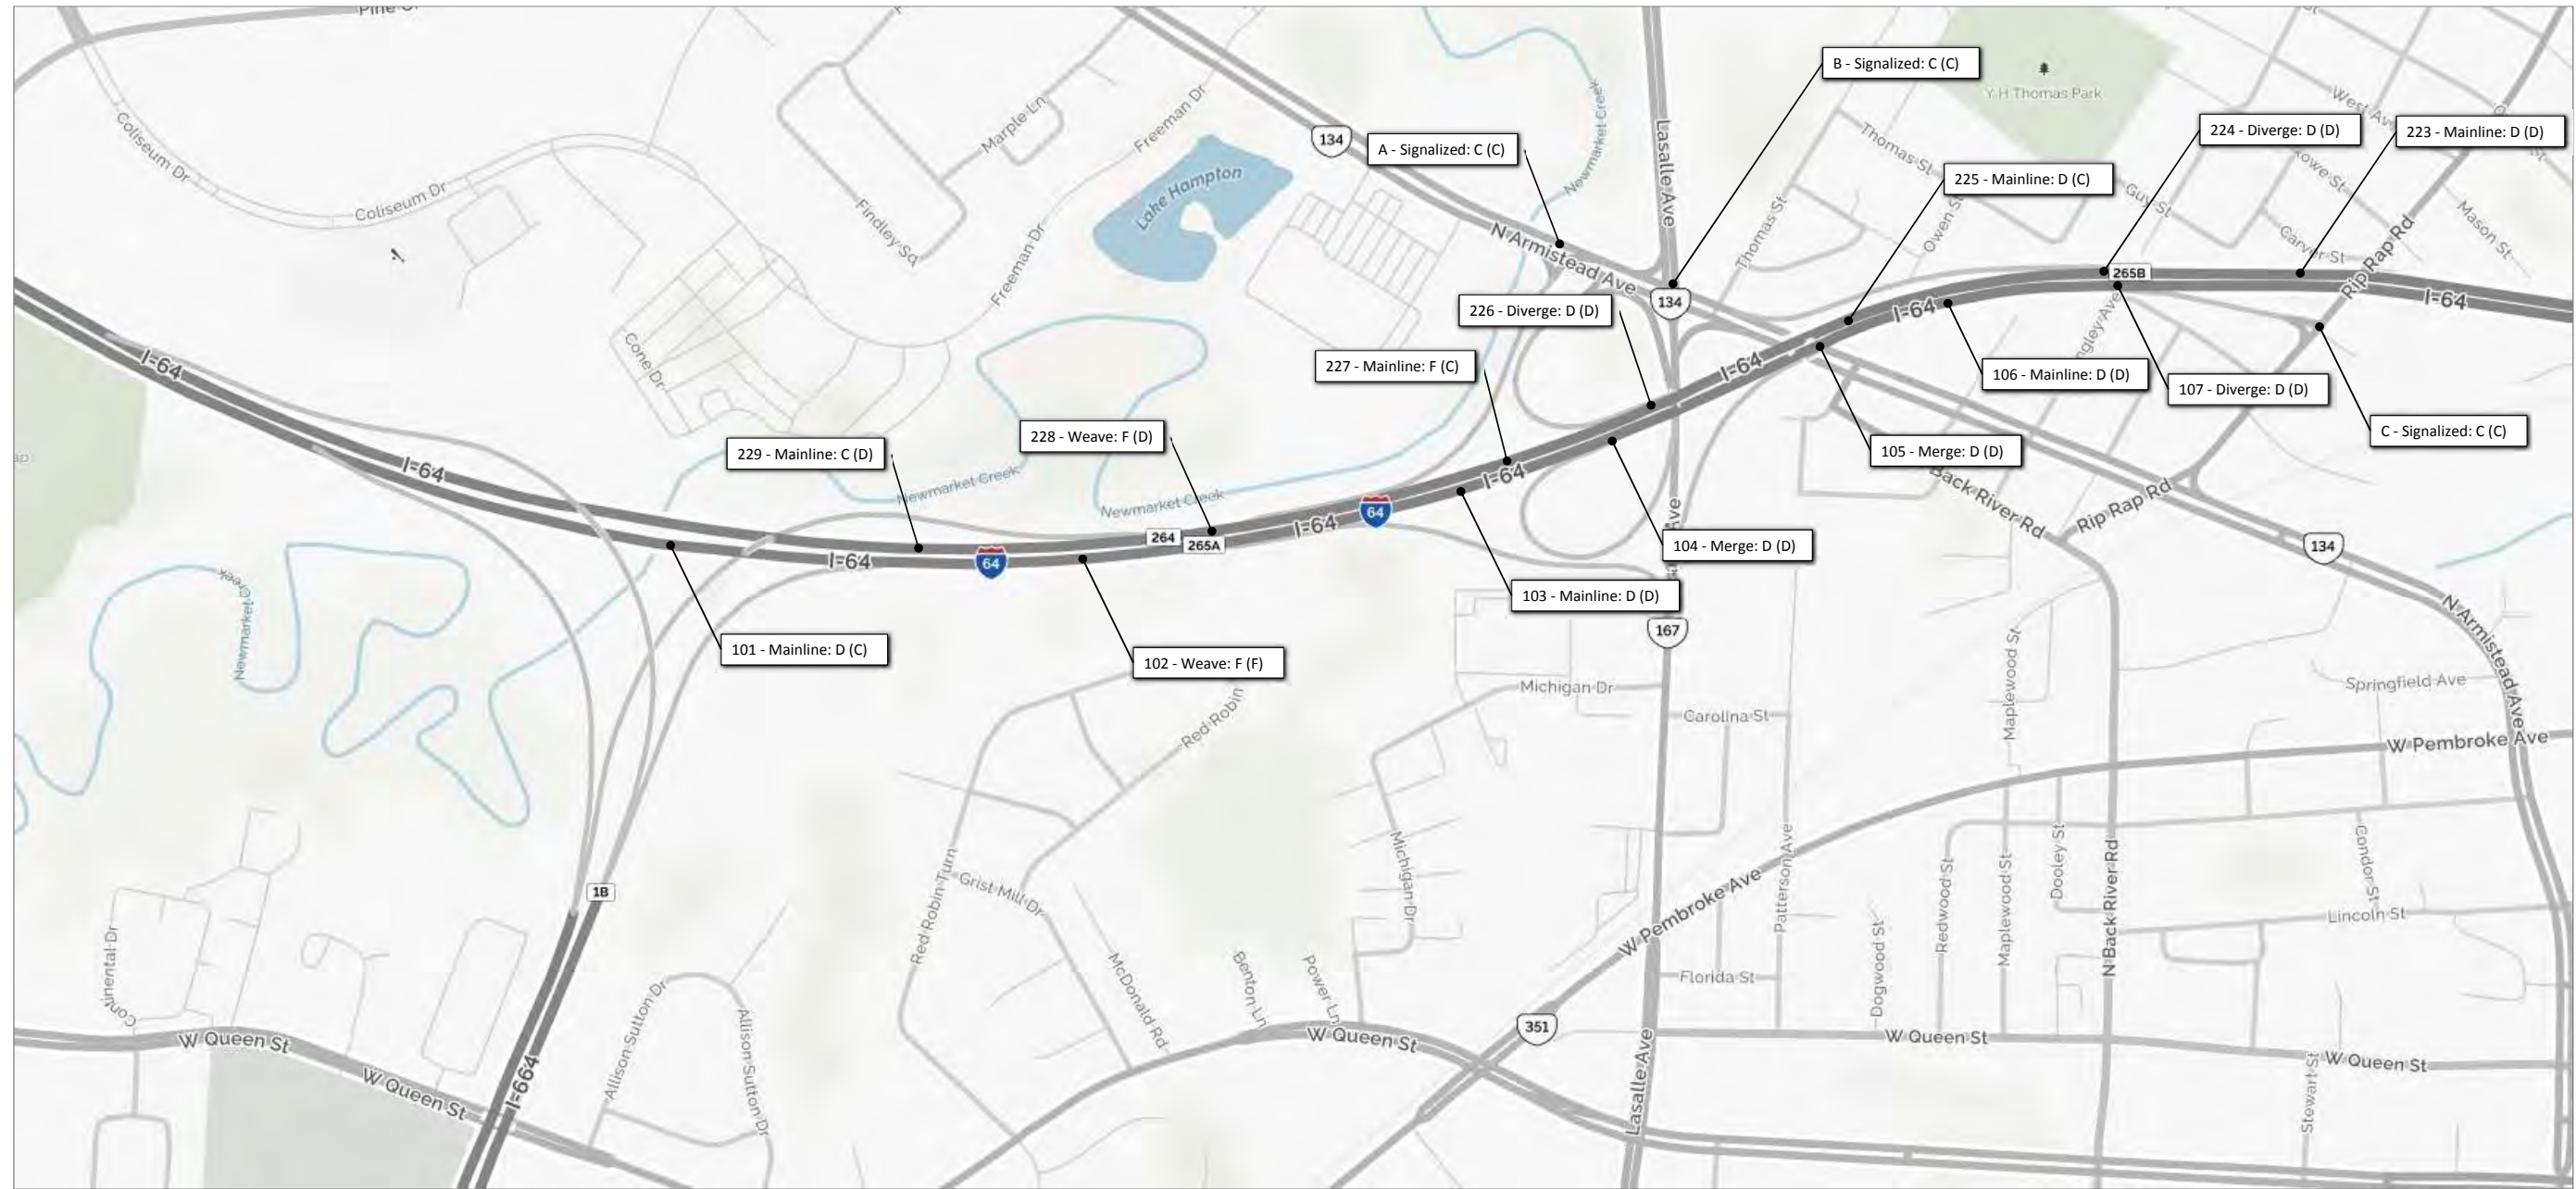 Coliseum Dr
Coliseum Dr
Marple Ln
Freeman Dr
Findley Sq
Freeman Dr
Lake Hampton
Cone Dr
134
A - Signalized: C (C)
Newmarket Creek
Lasalle Ave
B - Signalized: C (C)
Y H Thomas Park
Thomas St
West Av
224 - Diverge: D (D)
223 - Mainline: D (D)
225 - Mainline: D (C)
Guy St
Owen St
Thomas St
Carver St
Mason St
Rip Rap Rd
Rip Rap Rd
N Armistead Ave
134
265B
I-64
I-64
226 - Diverge: D (D)
227 - Mainline: F (C)
I-64
106 - Mainline: D (D)
107 - Diverge: D (D)
C - Signalized: C (C)
105 - Merge: D (D)
I-64
I-64
229 - Mainline: C (D)
228 - Weave: F (D)
Newmarket Creek
Newmarket Creek
264
265A
I-64
64
I-64
I-64
64
Back River Rd
Rip Rap Rd
104 - Merge: D (D)
134
103 - Mainline: D (D)
N Armistead Ave
167
101 - Mainline: D (C)
102 - Weave: F (F)
Newmarket Creek
Red Robin
Michigan Dr
Carolina St
Maplewood St
Springfield Ave
W Pembroke Ave
Michigan Dr
1B
Red Robin Turn
Grist Mill Dr
W Pembroke Ave
Patterson Ave
Redwood St
Maplewood St
Dooley St
N Back River Rd
Condor St
Lincoln St
Continental Dr
McDonald Rd
Benton Ln
Power Ln
Florida St
Dogwood St
Allison Sutton Dr
Allison Sutton Dr
W Queen St
W Queen St
I-664
W Queen St
351
Lasalle Ave
W Queen St
W Queen St
Stewart St